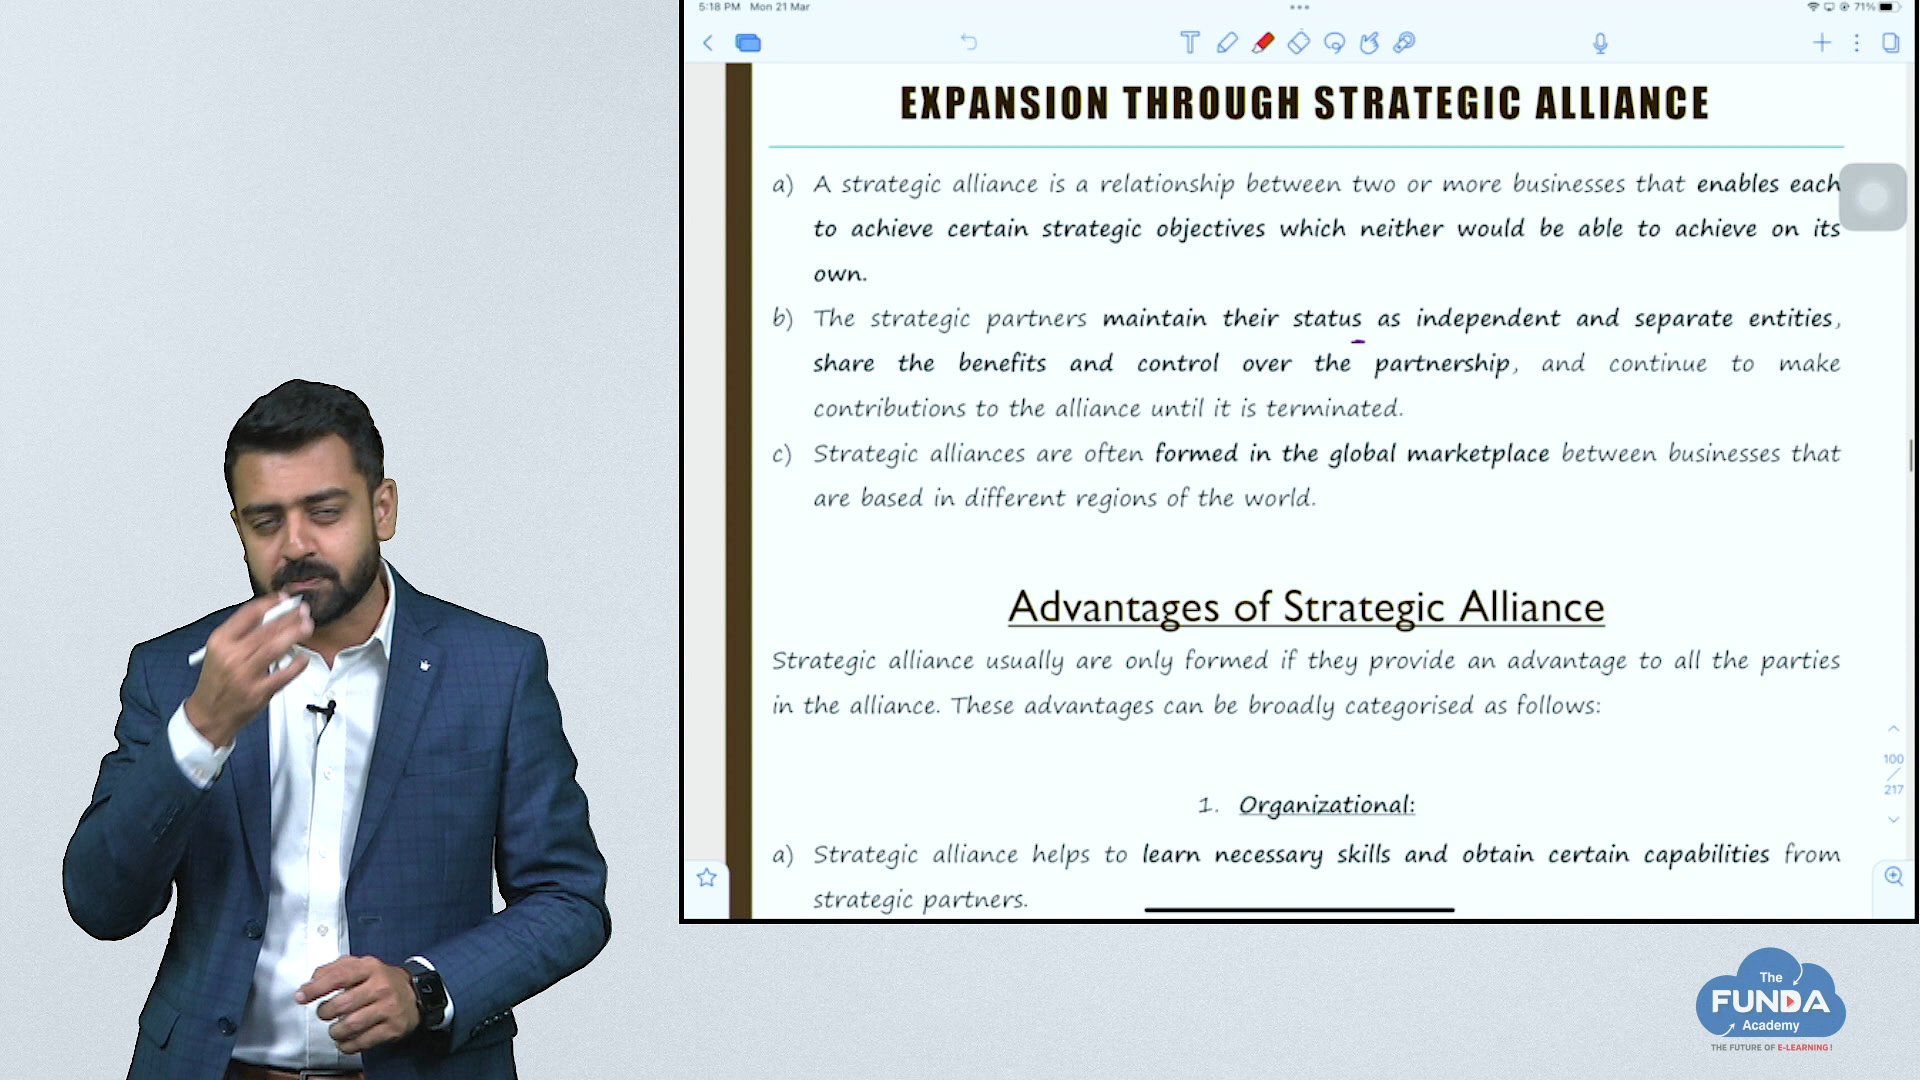 5:18 PM Mon 21 Mar
71%
EXPANSION THROUGH STRATEGIC ALLIANCE
a) A strategic alliance is a relationship between two or more businesses that enables each
to achieve certain strategic objectives which neither would be able to achieve on its
own.
b) The strategic partners maintain their status as independent and separate entities,
share the benefits and control over the partnership, and continue to make
contributions to the alliance until it is terminated.
c) Strategic alliances are often formed in the global marketplace between businesses that
are based in different regions of the world.
Advantages of Strategic Alliance
Strategic alliance usually are only formed if they provide an advantage to all the parties
in the alliance. These advantages can be broadly categorised as follows:
100
/
217
1. Organizational:
a) Strategic alliance helps to learn necessary skills and obtain certain capabilities from
strategic partners.
The
FUNDA
Academy
THE FUTURE OF E-LEARNING!